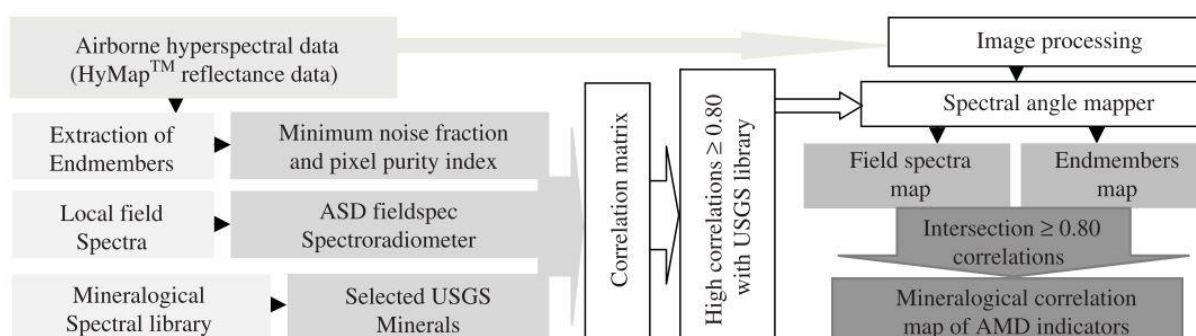 Airborne hyperspectral data
(HyMap™ reflectance data)
Image processing
Extraction of
Endmembers
Minimum noise fraction
and pixel purity index
Local field
Spectra
ASD fieldspec
Spectroradiometer
Mineralogical
Spectral library
Selected USGS
Minerals
Correlation matrix
High correlations ≥ 0.80
with USGS library
Spectral angle mapper
Field spectra
map
Endmembers
map
Intersection ≥ 0.80
correlations
Mineralogical correlation
map of AMD indicators